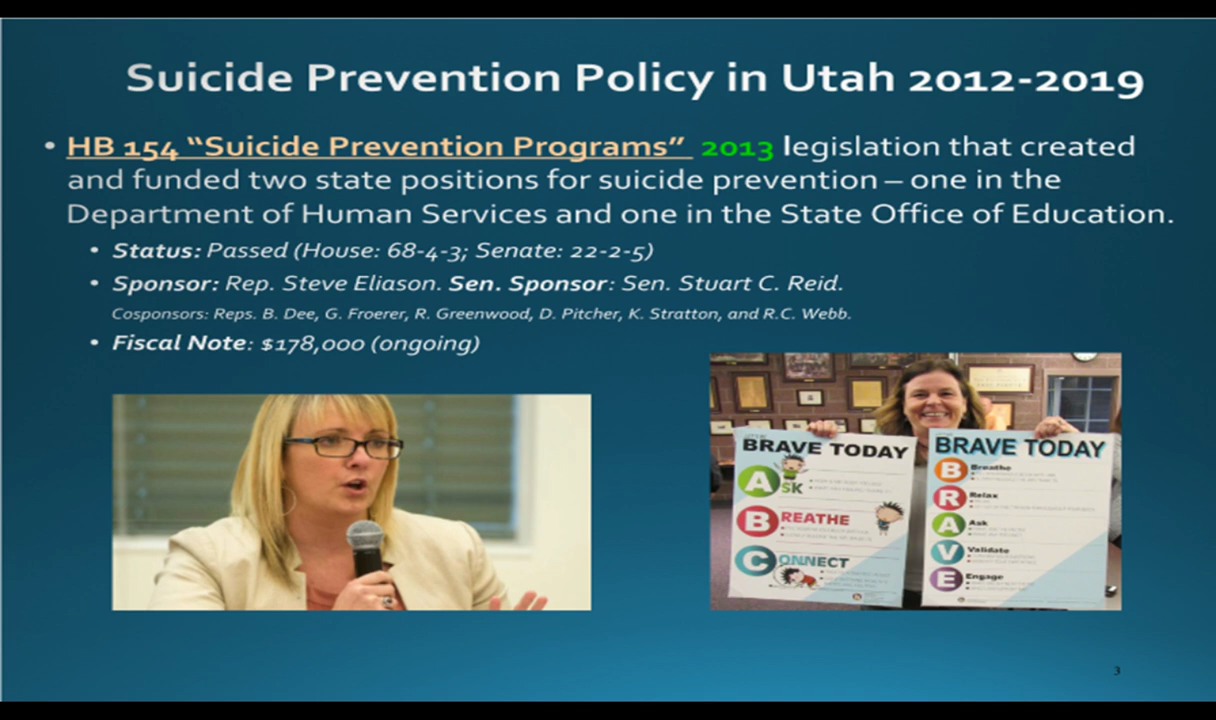 Suicide Prevention Policy in Utah 2012-2019
• HB 154 “Suicide Prevention Programs” 2013 legislation that created
and funded two state positions for suicide prevention – one in the
Department of Human Services and one in the State Office of Education.
• Status: Passed (House: 68-4-3; Senate: 22-2-5)
• Sponsor: Rep. Steve Eliason. Sen. Sponsor: Sen. Stuart C. Reid.
Cosponsors: Reps. B. Dee, G. Froerer, R. Greenwood, D. Pitcher, K. Stratton, and R.C. Webb.
• Fiscal Note: $178,000 (ongoing)
BRAVE TODAY
ASK
BREATHE
CONNECT
BRAVE TODAY
B Breathe
R Relax
A Ask
V Validate
E Engage
3